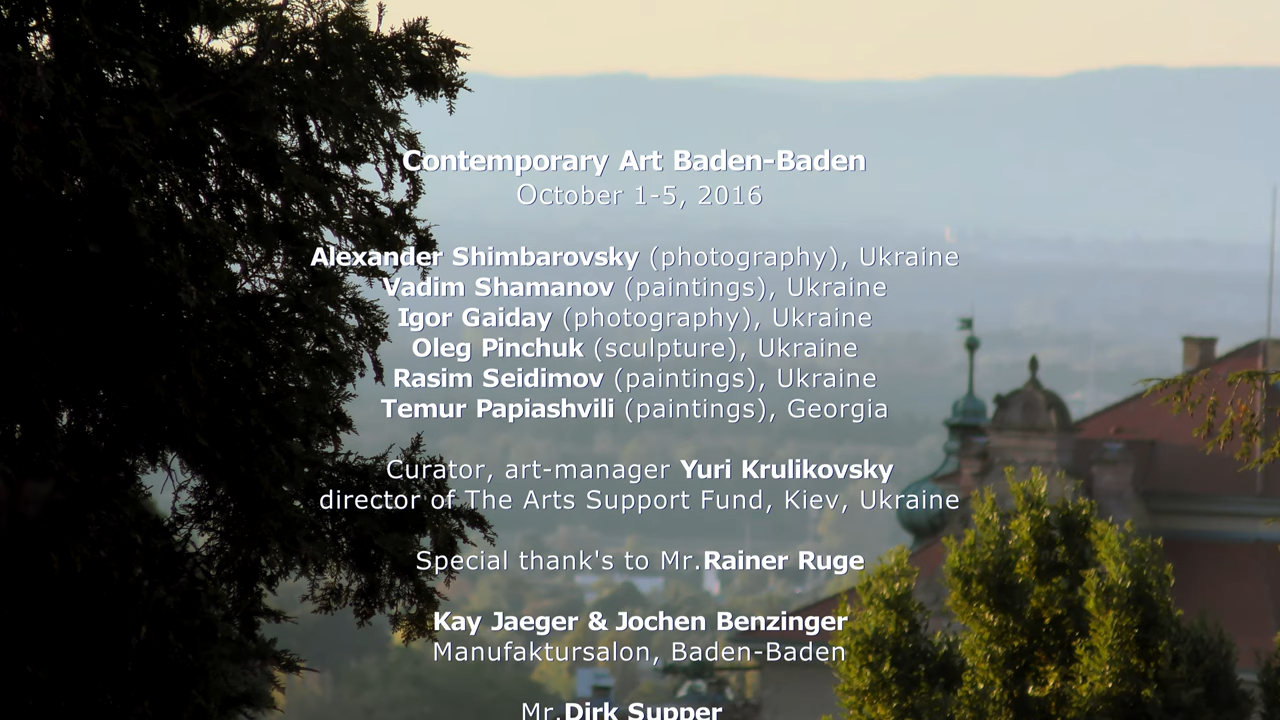 Contemporary Art Baden-Baden
October 1-5, 2016
Alexander Shimbarovsky (photography), Ukraine
Vadim Shamanov (paintings), Ukraine
Igor Gaiday (photography), Ukraine
Oleg Pinchuk (sculpture), Ukraine
Rasim Seidimov (paintings), Ukraine
Temur Papiashvili (paintings), Georgia
Curator, art-manager Yuri Krulikovsky
director of The Arts Support Fund, Kiev, Ukraine
Special thank's to Mr.Rainer Ruge
Kay Jaeger & Jochen Benzinger
Manufaktursalon, Baden-Baden
Mr.Dirk Supper